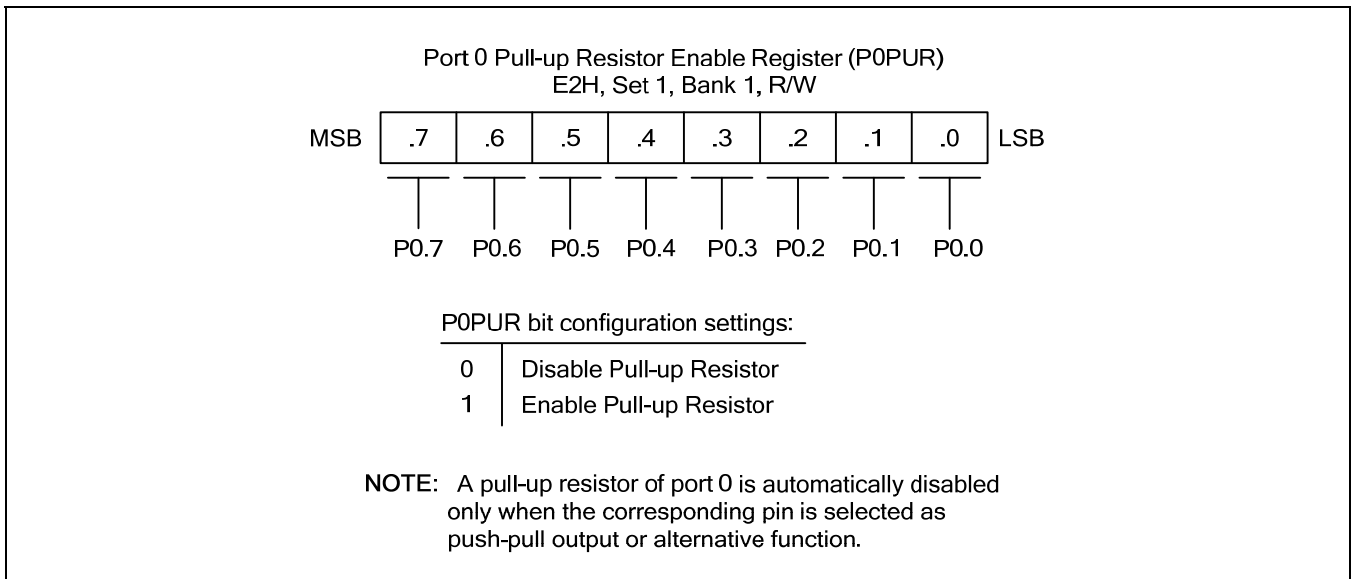 Port 0 Pull-up Resistor Enable Register (P0PUR)
E2H, Set 1, Bank 1, R/W
MSB .7 .6 .5 .4 .3 .2 .1 .0 LSB
P0.7 P0.6 P0.5 P0.4 P0.3 P0.2 P0.1 P0.0
P0PUR bit configuration settings:
0 Disable Pull-up Resistor
1 Enable Pull-up Resistor
NOTE: A pull-up resistor of port 0 is automatically disabled
only when the corresponding pin is selected as
push-pull output or alternative function.